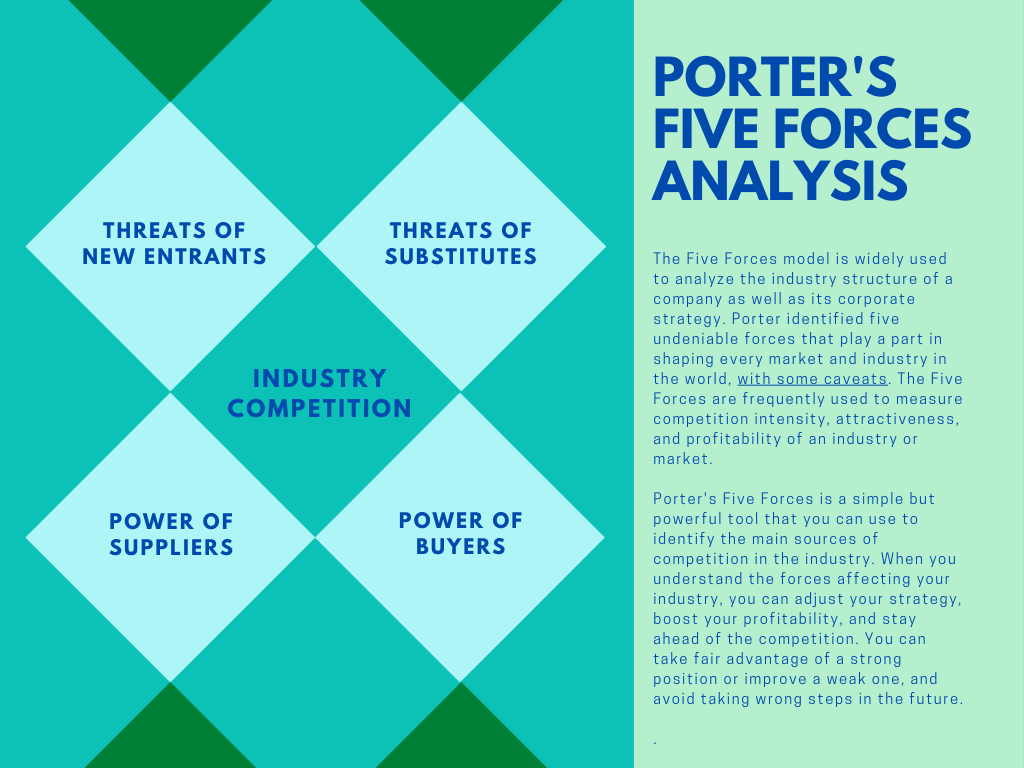 THREATS OF
NEW ENTRANTS
THREATS OF
SUBSTITUTES
INDUSTRY
COMPETITION
POWER OF
SUPPLIERS
POWER OF
BUYERS
PORTER'S
FIVE FORCES
ANALYSIS
The Five Forces model is widely used
to analyze the industry structure of a
company as well as its corporate
strategy. Porter identified five
undeniable forces that play a part in
shaping every market and industry in
the world, with some caveats. The Five
Forces are frequently used to measure
competition intensity, attractiveness,
and profitability of an industry or
market.
Porter's Five Forces is a simple but
powerful tool that you can use to
identify the main sources of
competition in the industry. When you
understand the forces affecting your
industry, you can adjust your strategy,
boost your profitability, and stay
ahead of the competition. You can
take fair advantage of a strong
position or improve a weak one, and
avoid taking wrong steps in the future.
.